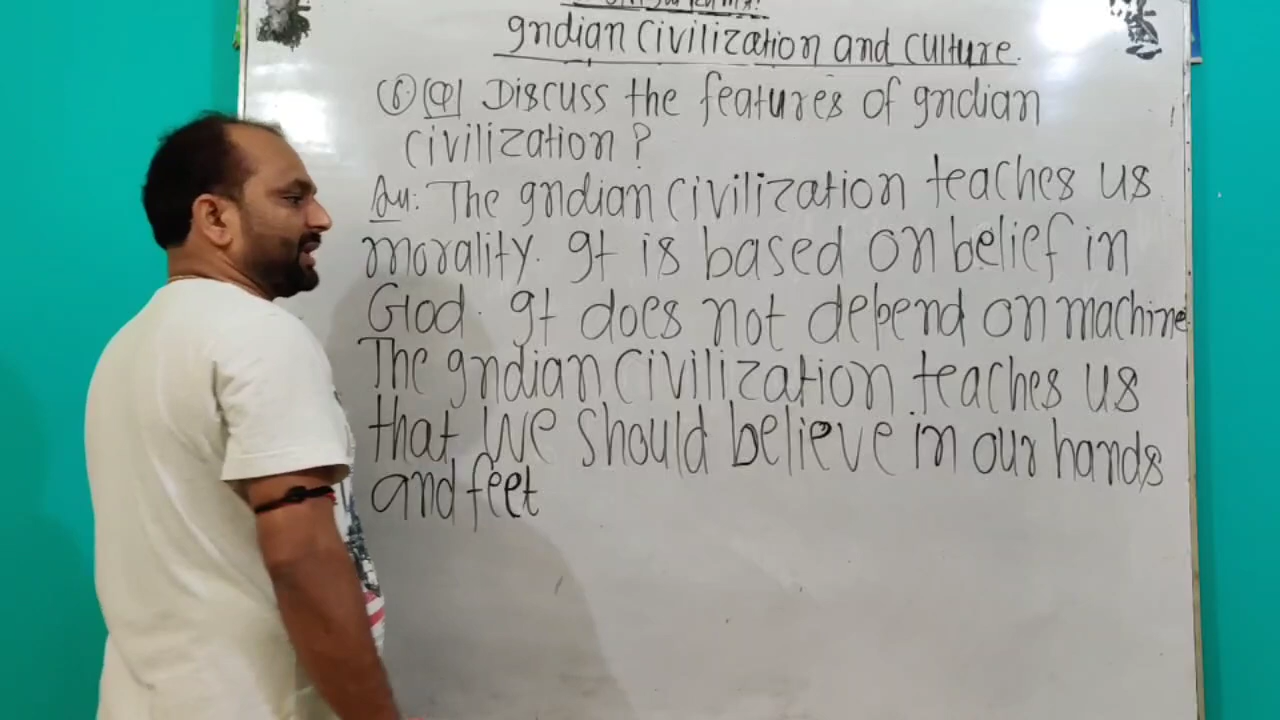 Indian Civilization and Culture.
6 (Q) Discuss the features of Indian
Civilization?
Ans: The Indian Civilization teaches us
morality. It is based on belief in
God. It does not depend on machine
The Indian Civilization teaches us
that we should believe in our hands
and feet